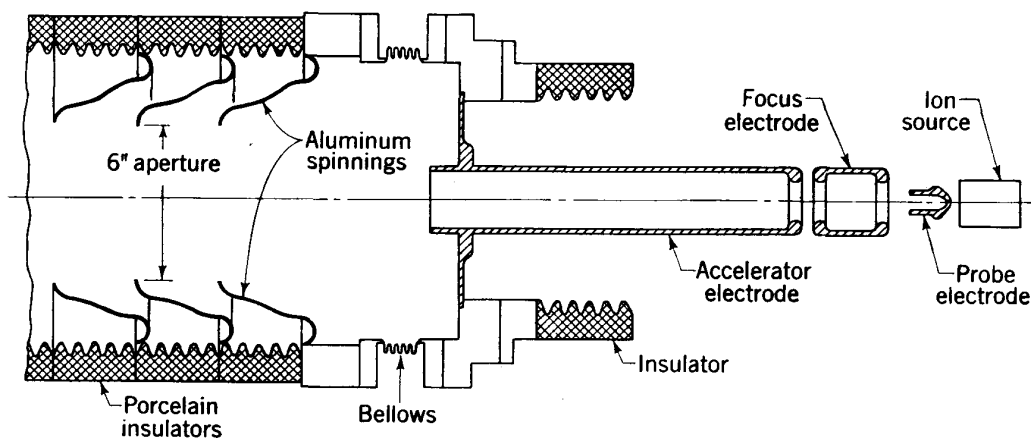 Focus
electrode
Ion
source
Aluminum
spinnings
6" aperture
Accelerator
electrode
Probe
electrode
Insulator
Porcelain
insulators
Bellows